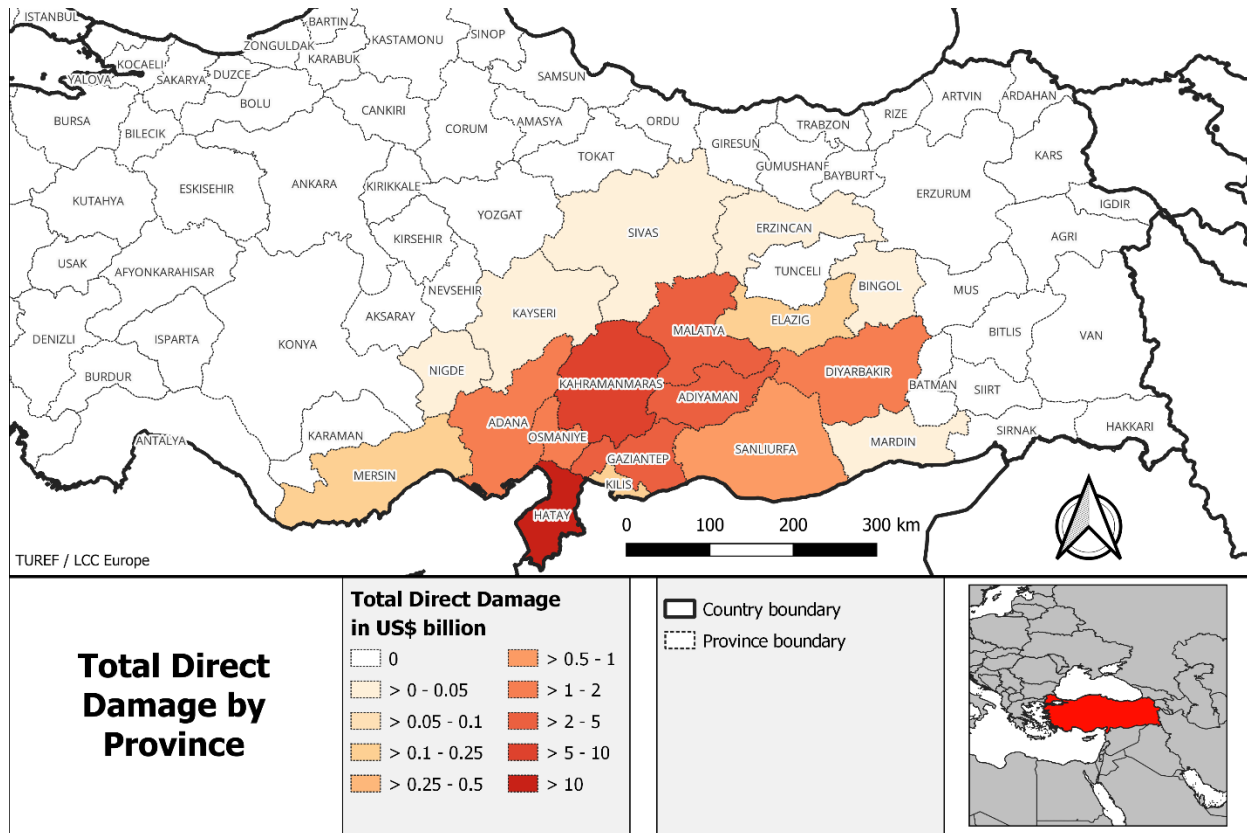 ISTANBUL
BARTIN
KASTAMONU
SINOP
ZONGULDAK
KARABUK
KOCAELI
YALOVA
SAKARYA
DUZCE
BOLU
CANKIRI
SAMSUN
CORUM
AMASYA
ORDU
GIRESUN
TRABZON
RIZE
ARTVIN
ARDAHAN
BURSA
BILECIK
TOKAT
GUMUSHANE
BAYBURT
KARS
KUTAHYA
ESKISEHIR
ANKARA
KIRIKKALE
YOZGAT
ERZURUM
IGDIR
SIVAS
ERZINCAN
KIRSEHIR
AGRI
USAK
AFYONKARAHISAR
NEVSEHIR
TUNCELI
BINGOL
MUS
AKSARAY
KAYSERI
MALATYA
ELAZIG
BITLIS
VAN
DENIZLI
ISPARTA
KONYA
BURDUR
NIGDE
KAHRAMANMARAS
DIYARBAKIR
BATMAN
SIIRT
ADIYAMAN
ADANA
OSMANIYE
ANTALYA
KARAMAN
MARDIN
SIRNAK
HAKKARI
SANLIURFA
GAZIANTEP
MERSIN
KILIS
HATAY
0 100 200 300 km
TUREF / LCC Europe
Total Direct
Damage by
Province
Total Direct Damage
in US$ billion
0
> 0 - 0.05
> 0.05 - 0.1
> 0.1 - 0.25
> 0.25 - 0.5
> 0.5 - 1
> 1 - 2
> 2 - 5
> 5 - 10
> 10
Country boundary
Province boundary